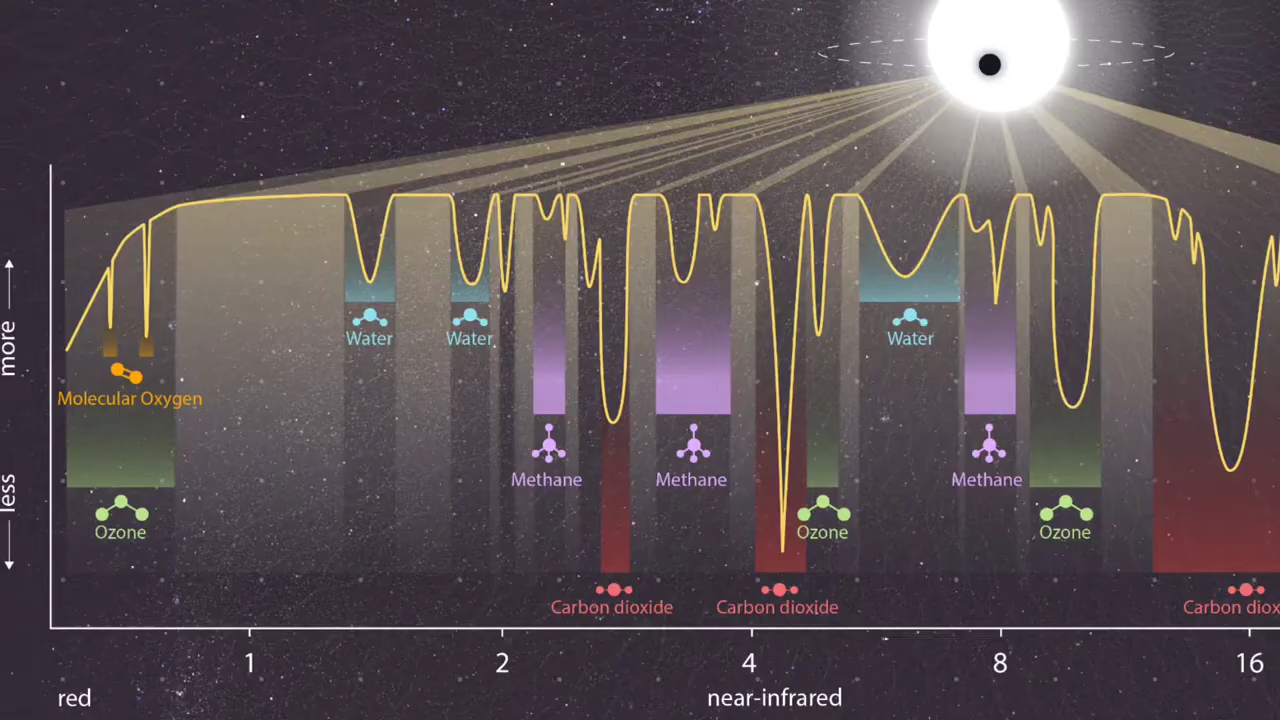 more
less
Water
Water
Water
Molecular Oxygen
Methane
Methane
Methane
Ozone
Ozone
Ozone
Carbon dioxide
Carbon dioxide
Carbon diox
1
2
4
8
16
red
near-infrared